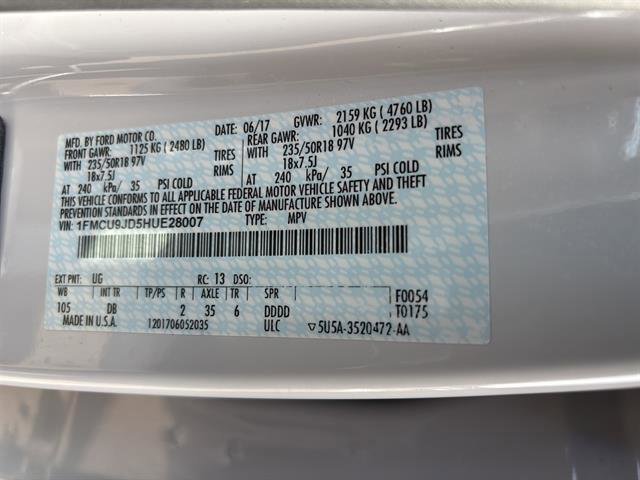 MFD. BY FORD MOTOR CO. DATE: 06/17 GVWR: 2159 KG ( 4760 LB)
FRONT GAWR: 1125 KG ( 2480 LB) REAR GAWR: 1040 KG ( 2293 LB)
WITH 235/50R18 97V TIRES WITH 235/50R18 97V TIRES
18x7.5J RIMS 18x7.5J RIMS
AT 240 kPa/ 35 PSI COLD AT 240 kPa/ 35 PSI COLD
THIS VEHICLE CONFORMS TO ALL APPLICABLE FEDERAL MOTOR VEHICLE SAFETY AND THEFT
PREVENTION STANDARDS IN EFFECT ON THE DATE OF MANUFACTURE SHOWN ABOVE.
VIN: 1FMCU9JD5HUE28007 TYPE: MPV
EXT PNT: UG RC: 13 DSO:
WB INT TR TP/PS R AXLE TR SPR F0054
105 DB 2 35 6 DDDD T0175
MADE IN U.S.A. 1201706052035 ULC ▽5U5A-3520472-AA